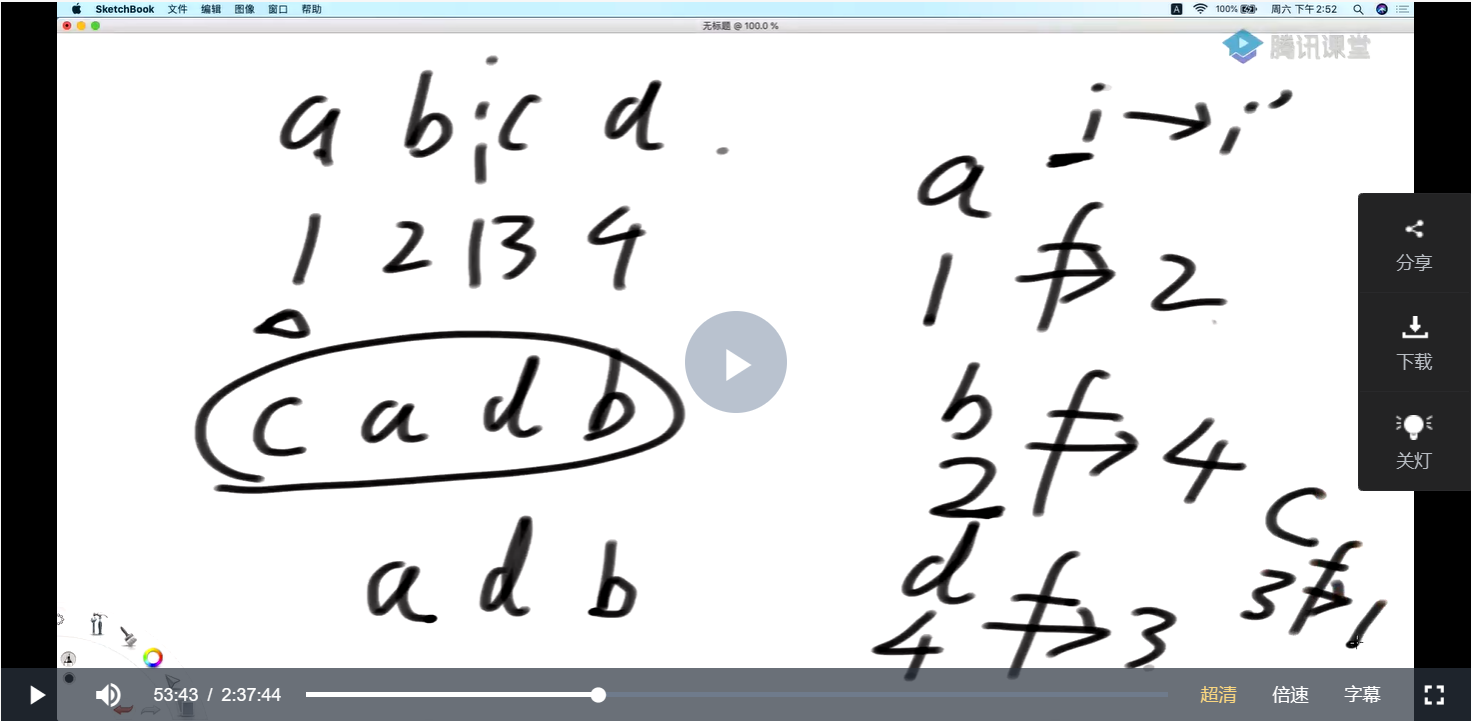 SketchBook 文件 编辑 图像 窗口 帮助 A 100% 周六 下午2:52
无标题 @ 100.0 %
腾讯课堂
a b i c d .
1 2 | 3 4
c a d b
a d b
i → i'
a
1 f→ 2
b
2 f→ 4
d
4 f→ 3
c
3 f→ 1
分享
下载
关灯
53:43 / 2:37:44 超清 倍速 字幕